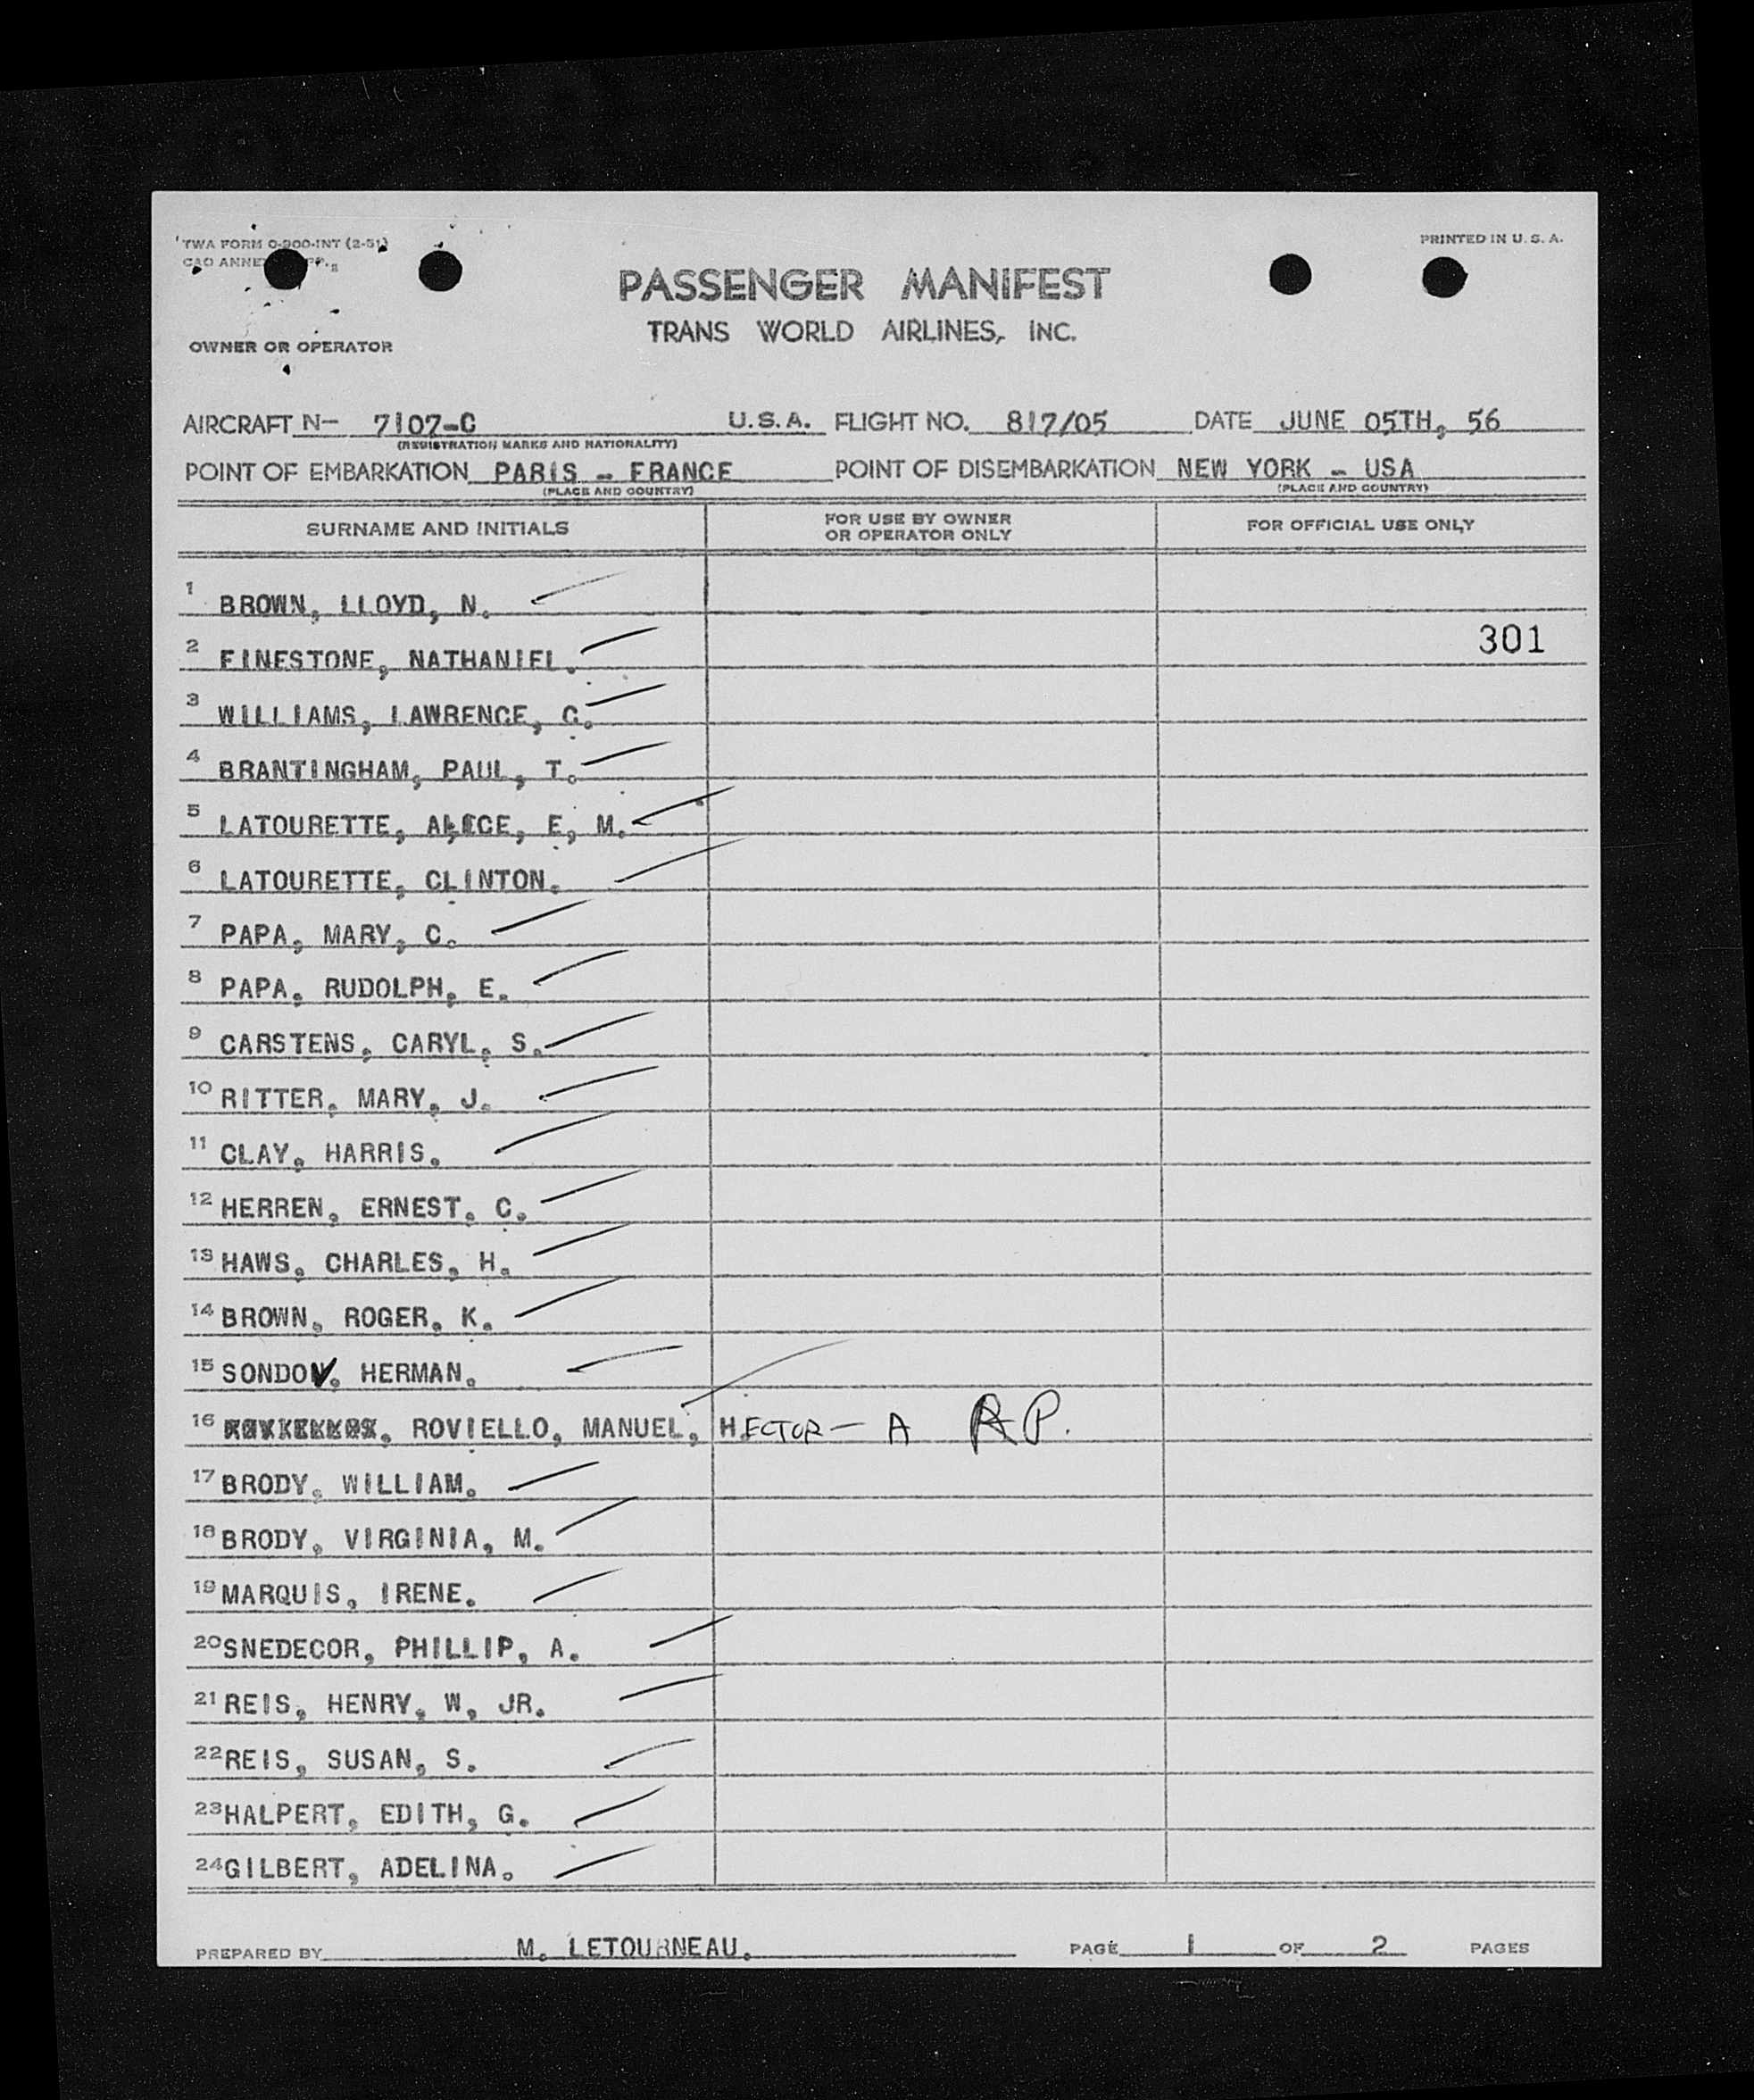 TWA FORM 0-900-INT (2-51)
PRINTED IN U. S. A.
PASSENGER MANIFEST
TRANS WORLD AIRLINES, INC.
OWNER OR OPERATOR
AIRCRAFT N- 7107-C U.S.A. FLIGHT NO. 817/05 DATE JUNE 05TH, 56
(REGISTRATION MARKS AND NATIONALITY)
POINT OF EMBARKATION PARIS - FRANCE POINT OF DISEMBARKATION NEW YORK - USA
(PLACE AND COUNTRY) (PLACE AND COUNTRY)
SURNAME AND INITIALS FOR USE BY OWNER OR OPERATOR ONLY FOR OFFICIAL USE ONLY
1 BROWN, LLOYD, N.
301
2 FINESTONE, NATHANIEL.
3 WILLIAMS, LAWRENCE, G.
4 BRANTINGHAM, PAUL, T.
5 LATOURETTE, ALICE, E, M.
6 LATOURETTE, CLINTON.
7 PAPA, MARY, C.
8 PAPA, RUDOLPH, E.
9 CARSTENS, CARYL, S.
10 RITTER, MARY, J.
11 CLAY, HARRIS.
12 HERREN, ERNEST, C.
13 HAWS, CHARLES, H.
14 BROWN, ROGER, K.
15 SONDOV, HERMAN.
16 ROVIELLO, MANUEL, HECTOR - A RP.
17 BRODY, WILLIAM.
18 BRODY, VIRGINIA, M.
19 MARQUIS, IRENE.
20 SNEDECOR, PHILLIP, A.
21 REIS, HENRY, W, JR.
22 REIS, SUSAN, S.
23 HALPERT, EDITH, G.
24 GILBERT, ADELINA.
PREPARED BY M. LETOURNEAU. PAGE 1 OF 2 PAGES